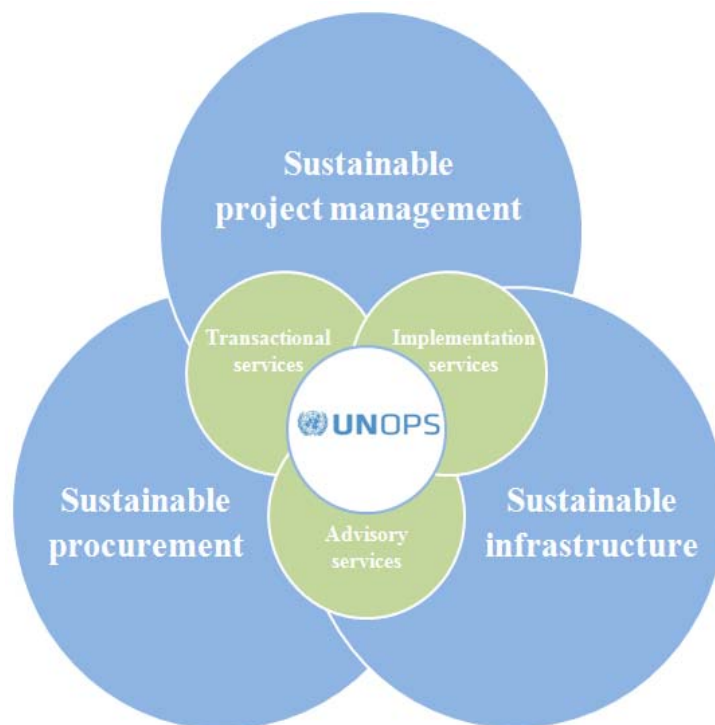 Sustainable
project management
Transactional
services
Implementation
services
UNOPS
Sustainable
procurement
Sustainable
infrastructure
Advisory
services